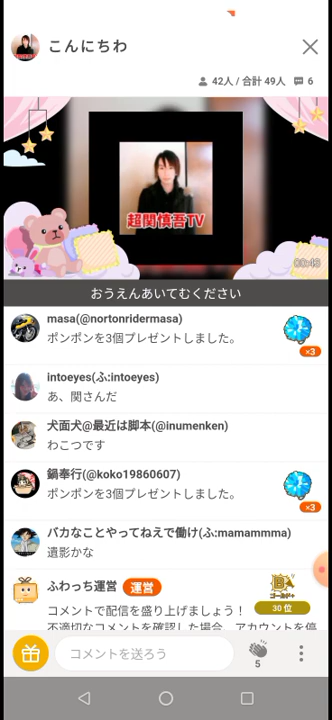 こんにちわ
42人 / 合計 49人 6
超関慎吾TV
00:46
おうえんあいてむください
masa(@nortonridermasa)
ポンポンを3個プレゼントしました。
×3
intoeyes(ふ:intoeyes)
あ、関さんだ
犬面犬@最近は脚本(@inumenken)
わこつです
鍋奉行(@koko19860607)
ポンポンを3個プレゼントしました。
×3
バカなことやってねえで働け(ふ:mamammma)
遺影かな
ふわっち運営 運営
ゴールド+
30 位
コメントで配信を盛り上げましょう！
不適切なコメントを確認した場合、アカウントを停
コメントを送ろう
5